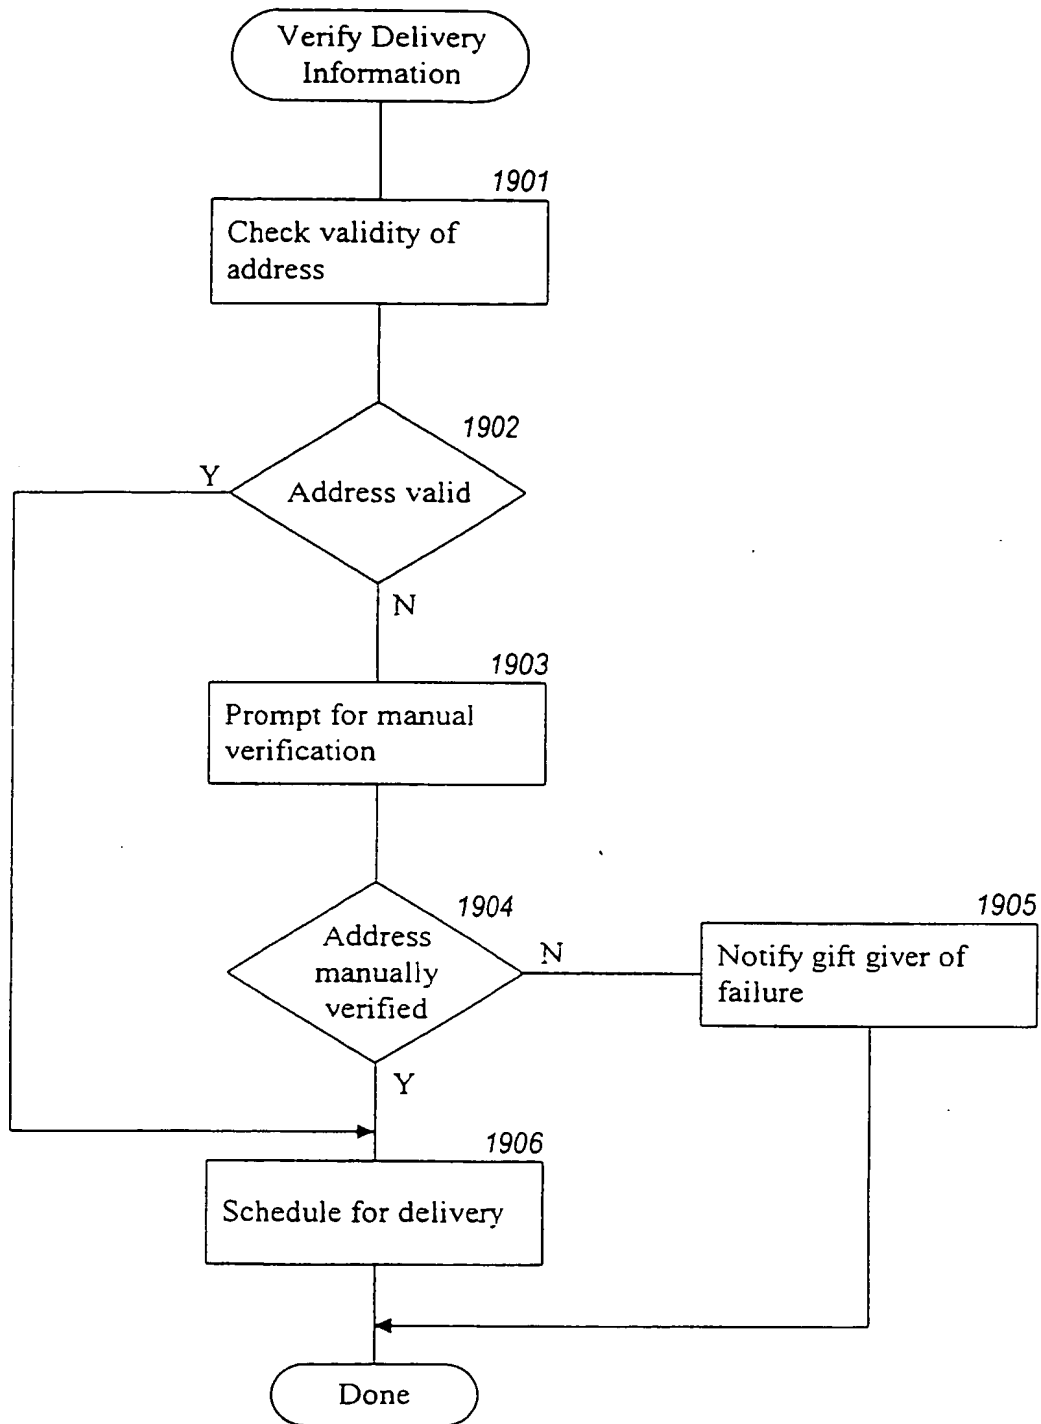 Verify Delivery
Information
1901
Check validity of
address
1902
Y
Address valid
N
1903
Prompt for manual
verification
1904
Address
manually
verified
N
1905
Notify gift giver of
failure
Y
1906
Schedule for delivery
Done